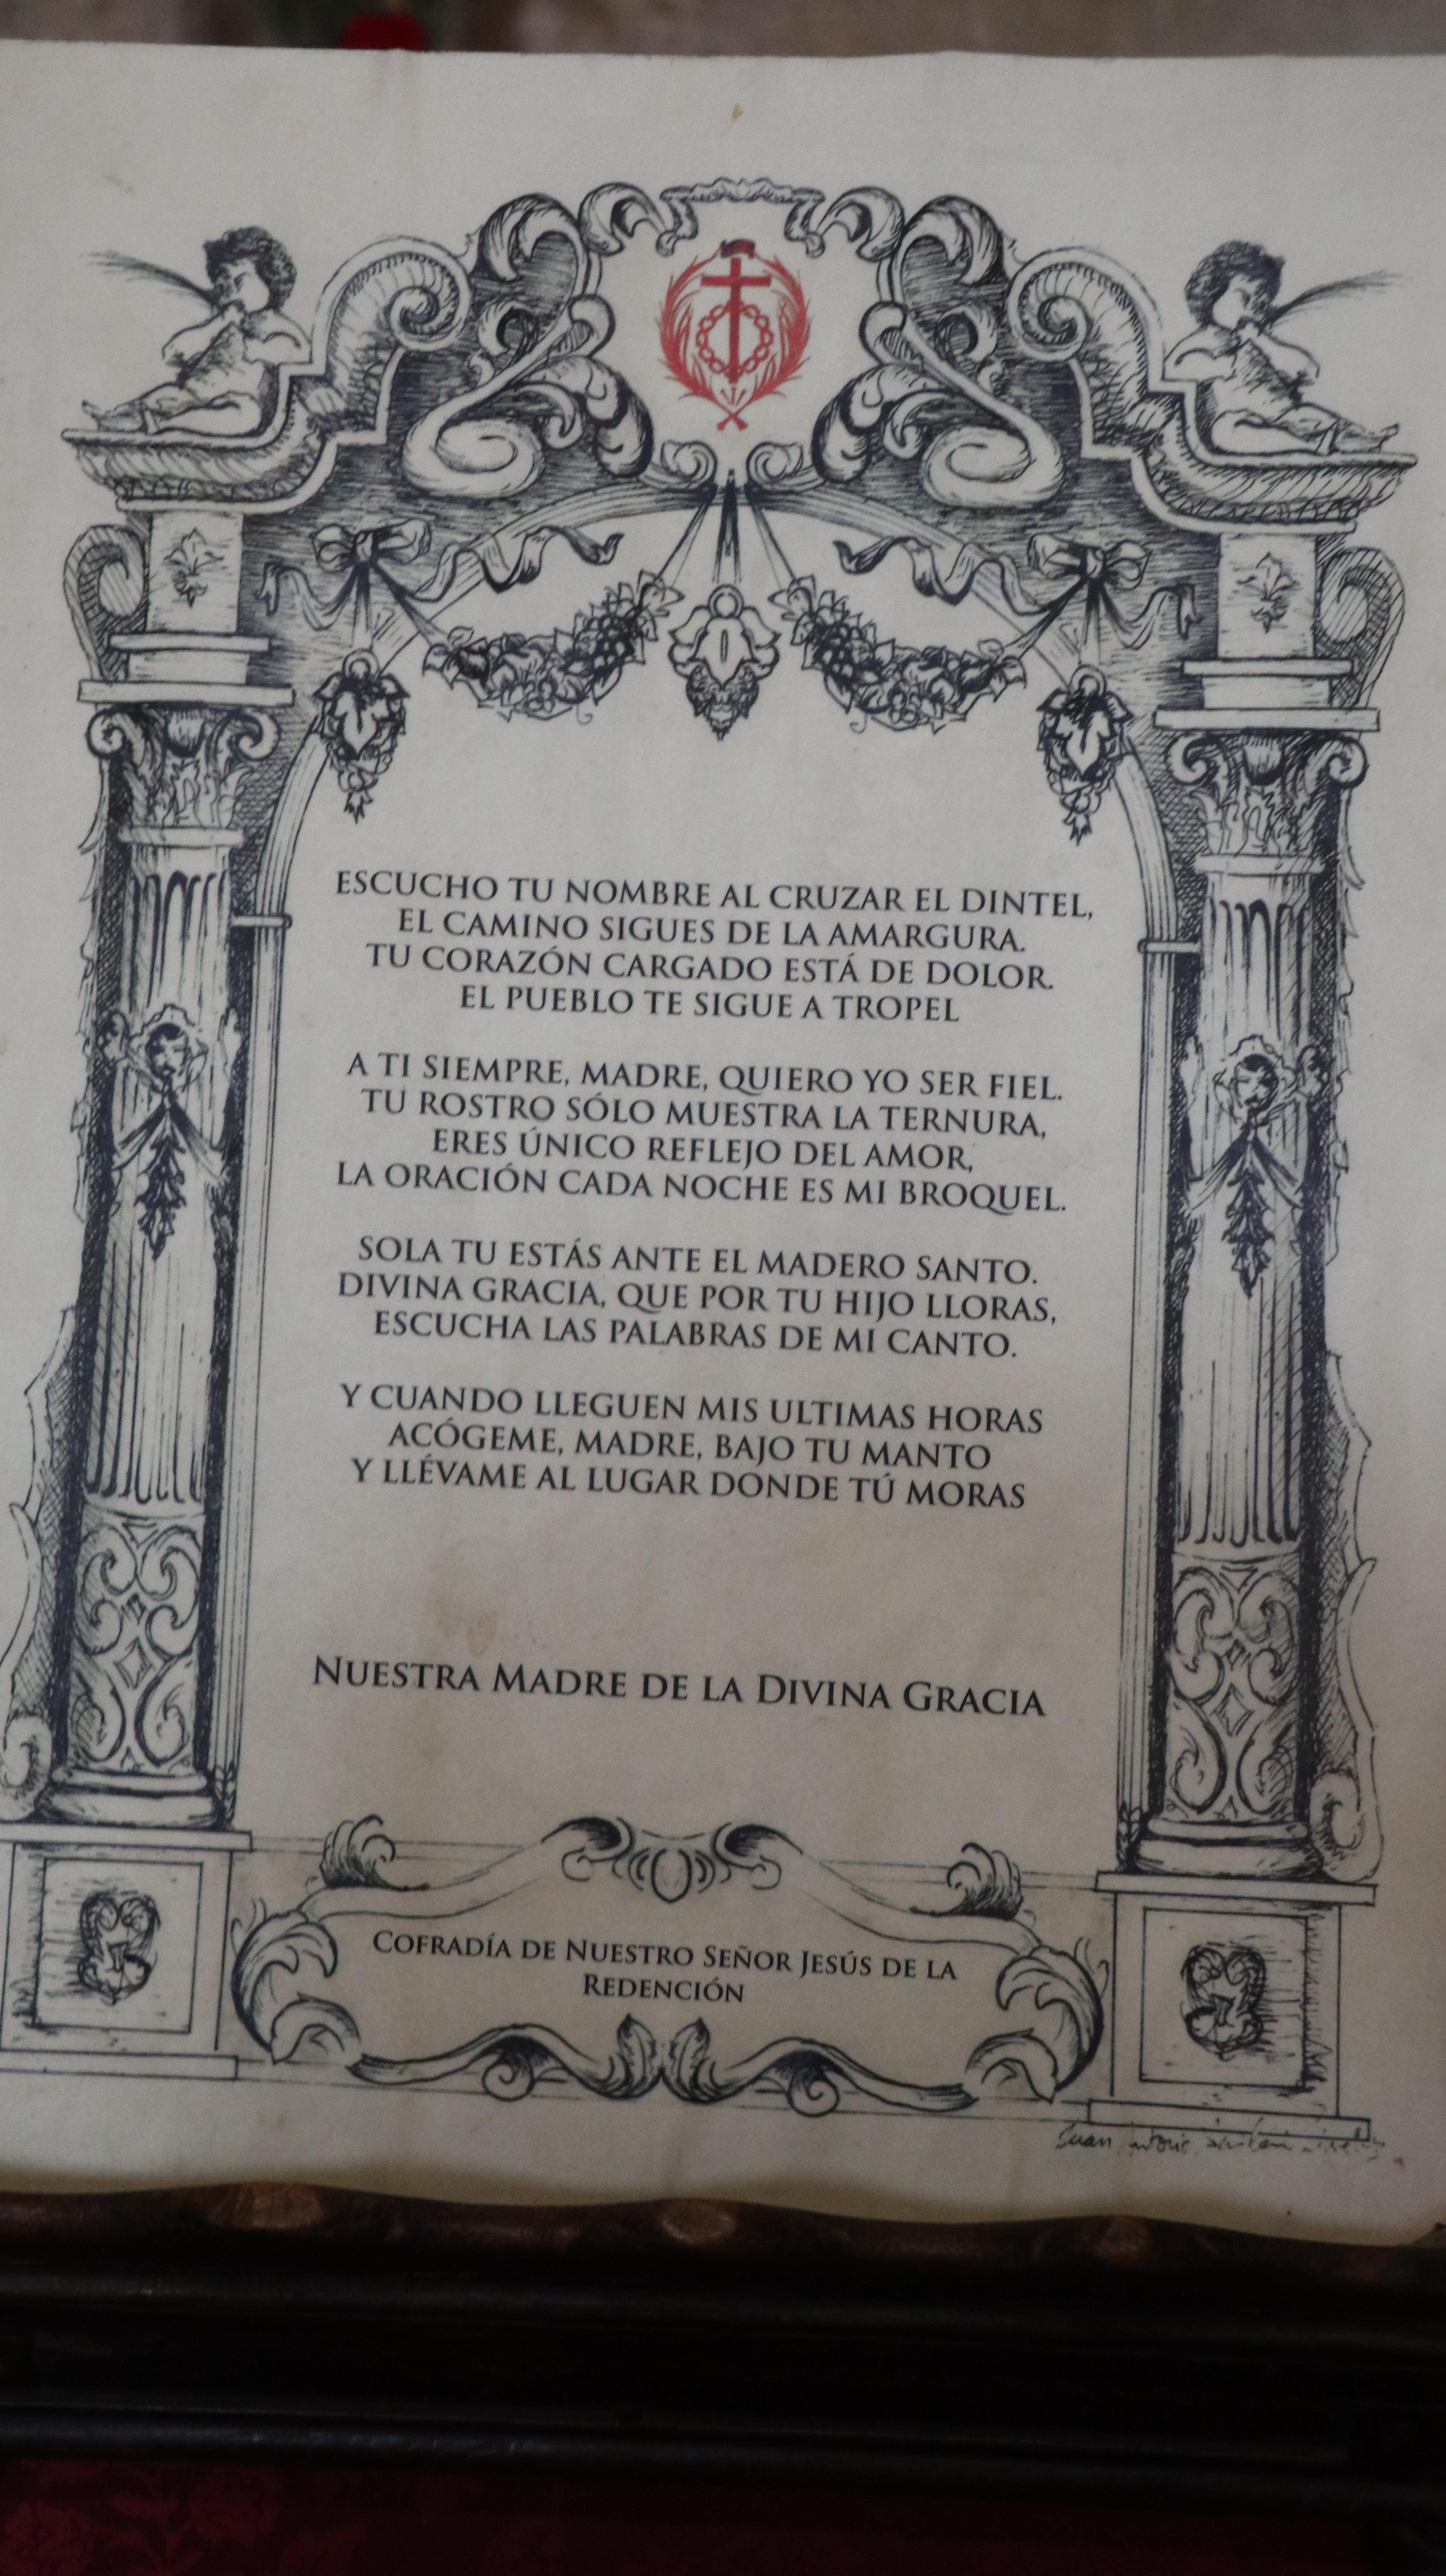 ESCUCHO TU NOMBRE AL CRUZAR EL DINTEL,
EL CAMINO SIGUES DE LA AMARGURA.
TU CORAZÓN CARGADO ESTÁ DE DOLOR.
EL PUEBLO TE SIGUE A TROPEL
A TI SIEMPRE, MADRE, QUIERO YO SER FIEL.
TU ROSTRO SÓLO MUESTRA LA TERNURA,
ERES ÚNICO REFLEJO DEL AMOR,
LA ORACIÓN CADA NOCHE ES MI BROQUEL.
SOLA TU ESTÁS ANTE EL MADERO SANTO.
DIVINA GRACIA, QUE POR TU HIJO LLORAS,
ESCUCHA LAS PALABRAS DE MI CANTO.
Y CUANDO LLEGUEN MIS ULTIMAS HORAS
ACÓGEME, MADRE, BAJO TU MANTO
Y LLÉVAME AL LUGAR DONDE TÚ MORAS
NUESTRA MADRE DE LA DIVINA GRACIA
COFRADÍA DE NUESTRO SEÑOR JESÚS DE LA
REDENCIÓN
Juan Antonio